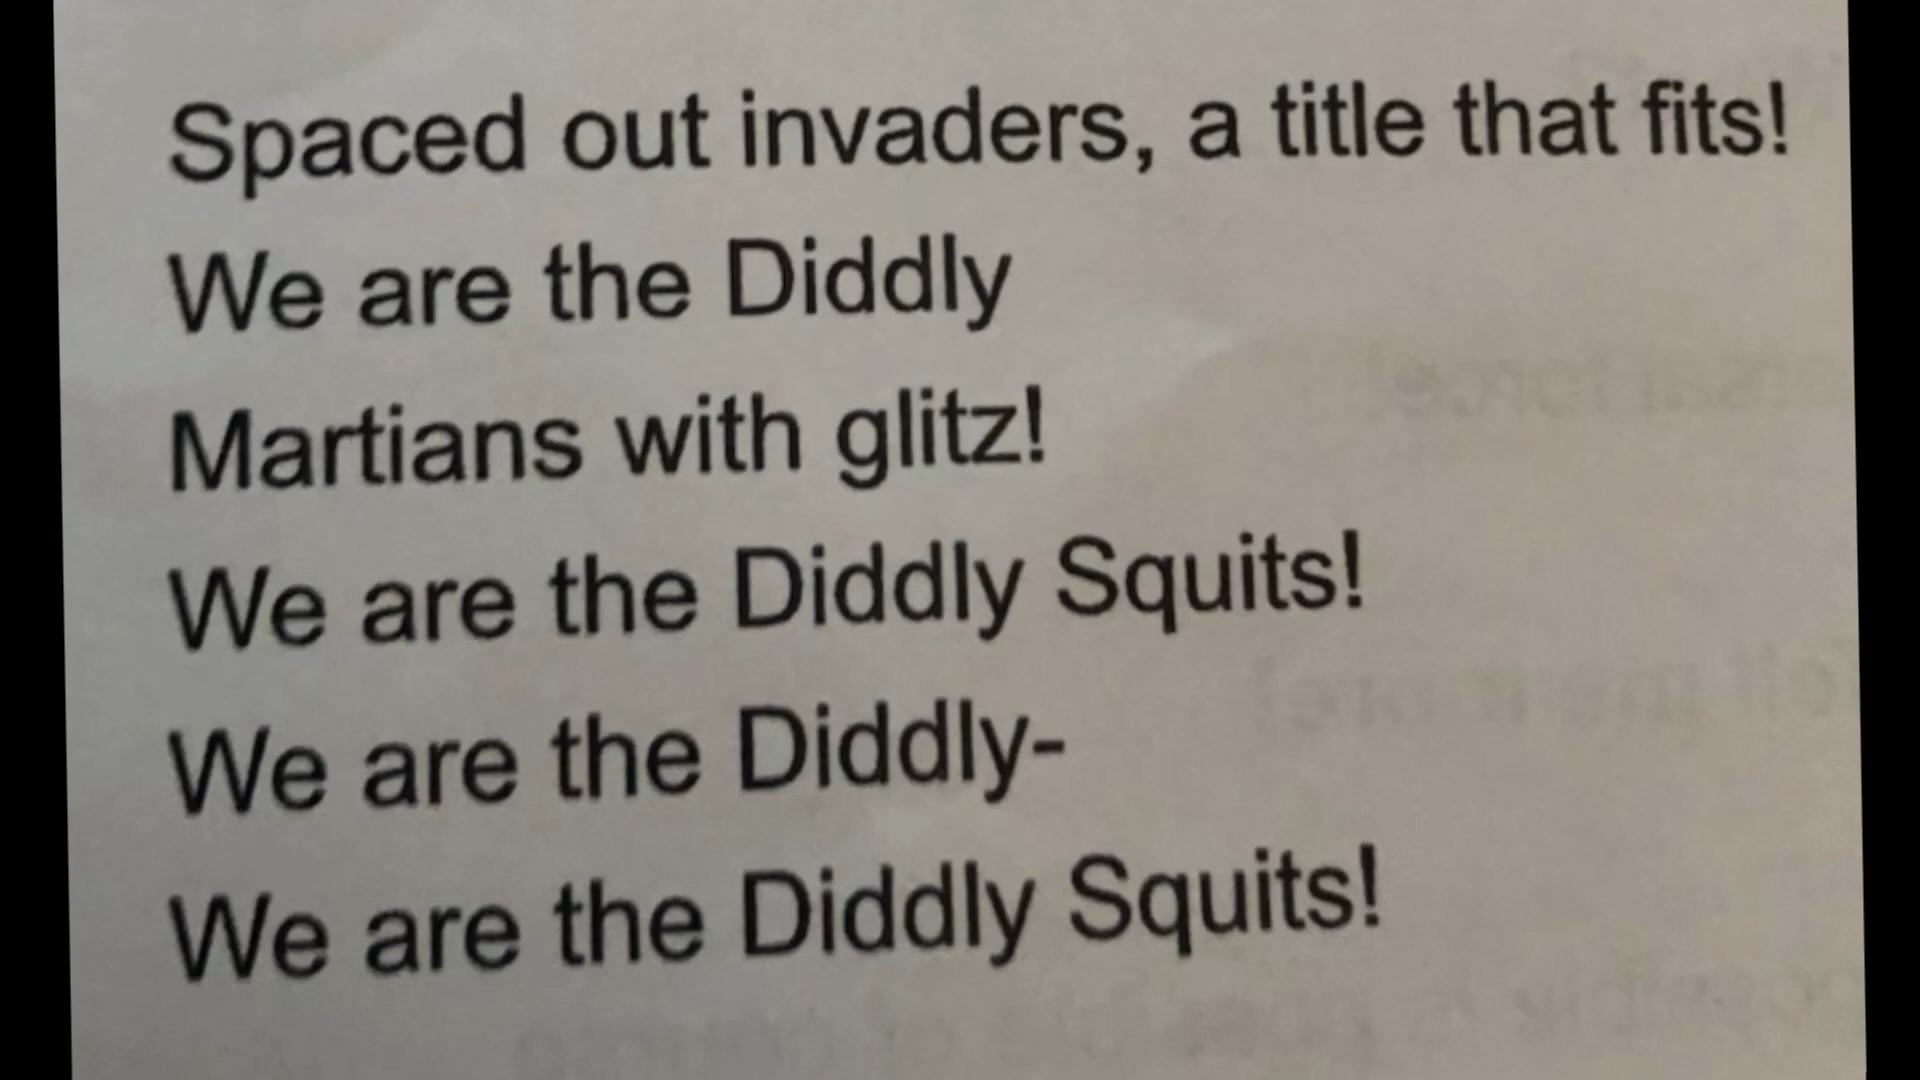 Spaced out invaders, a title that fits!
We are the Diddly
Martians with glitz!
We are the Diddly Squits!
We are the Diddly-
We are the Diddly Squits!